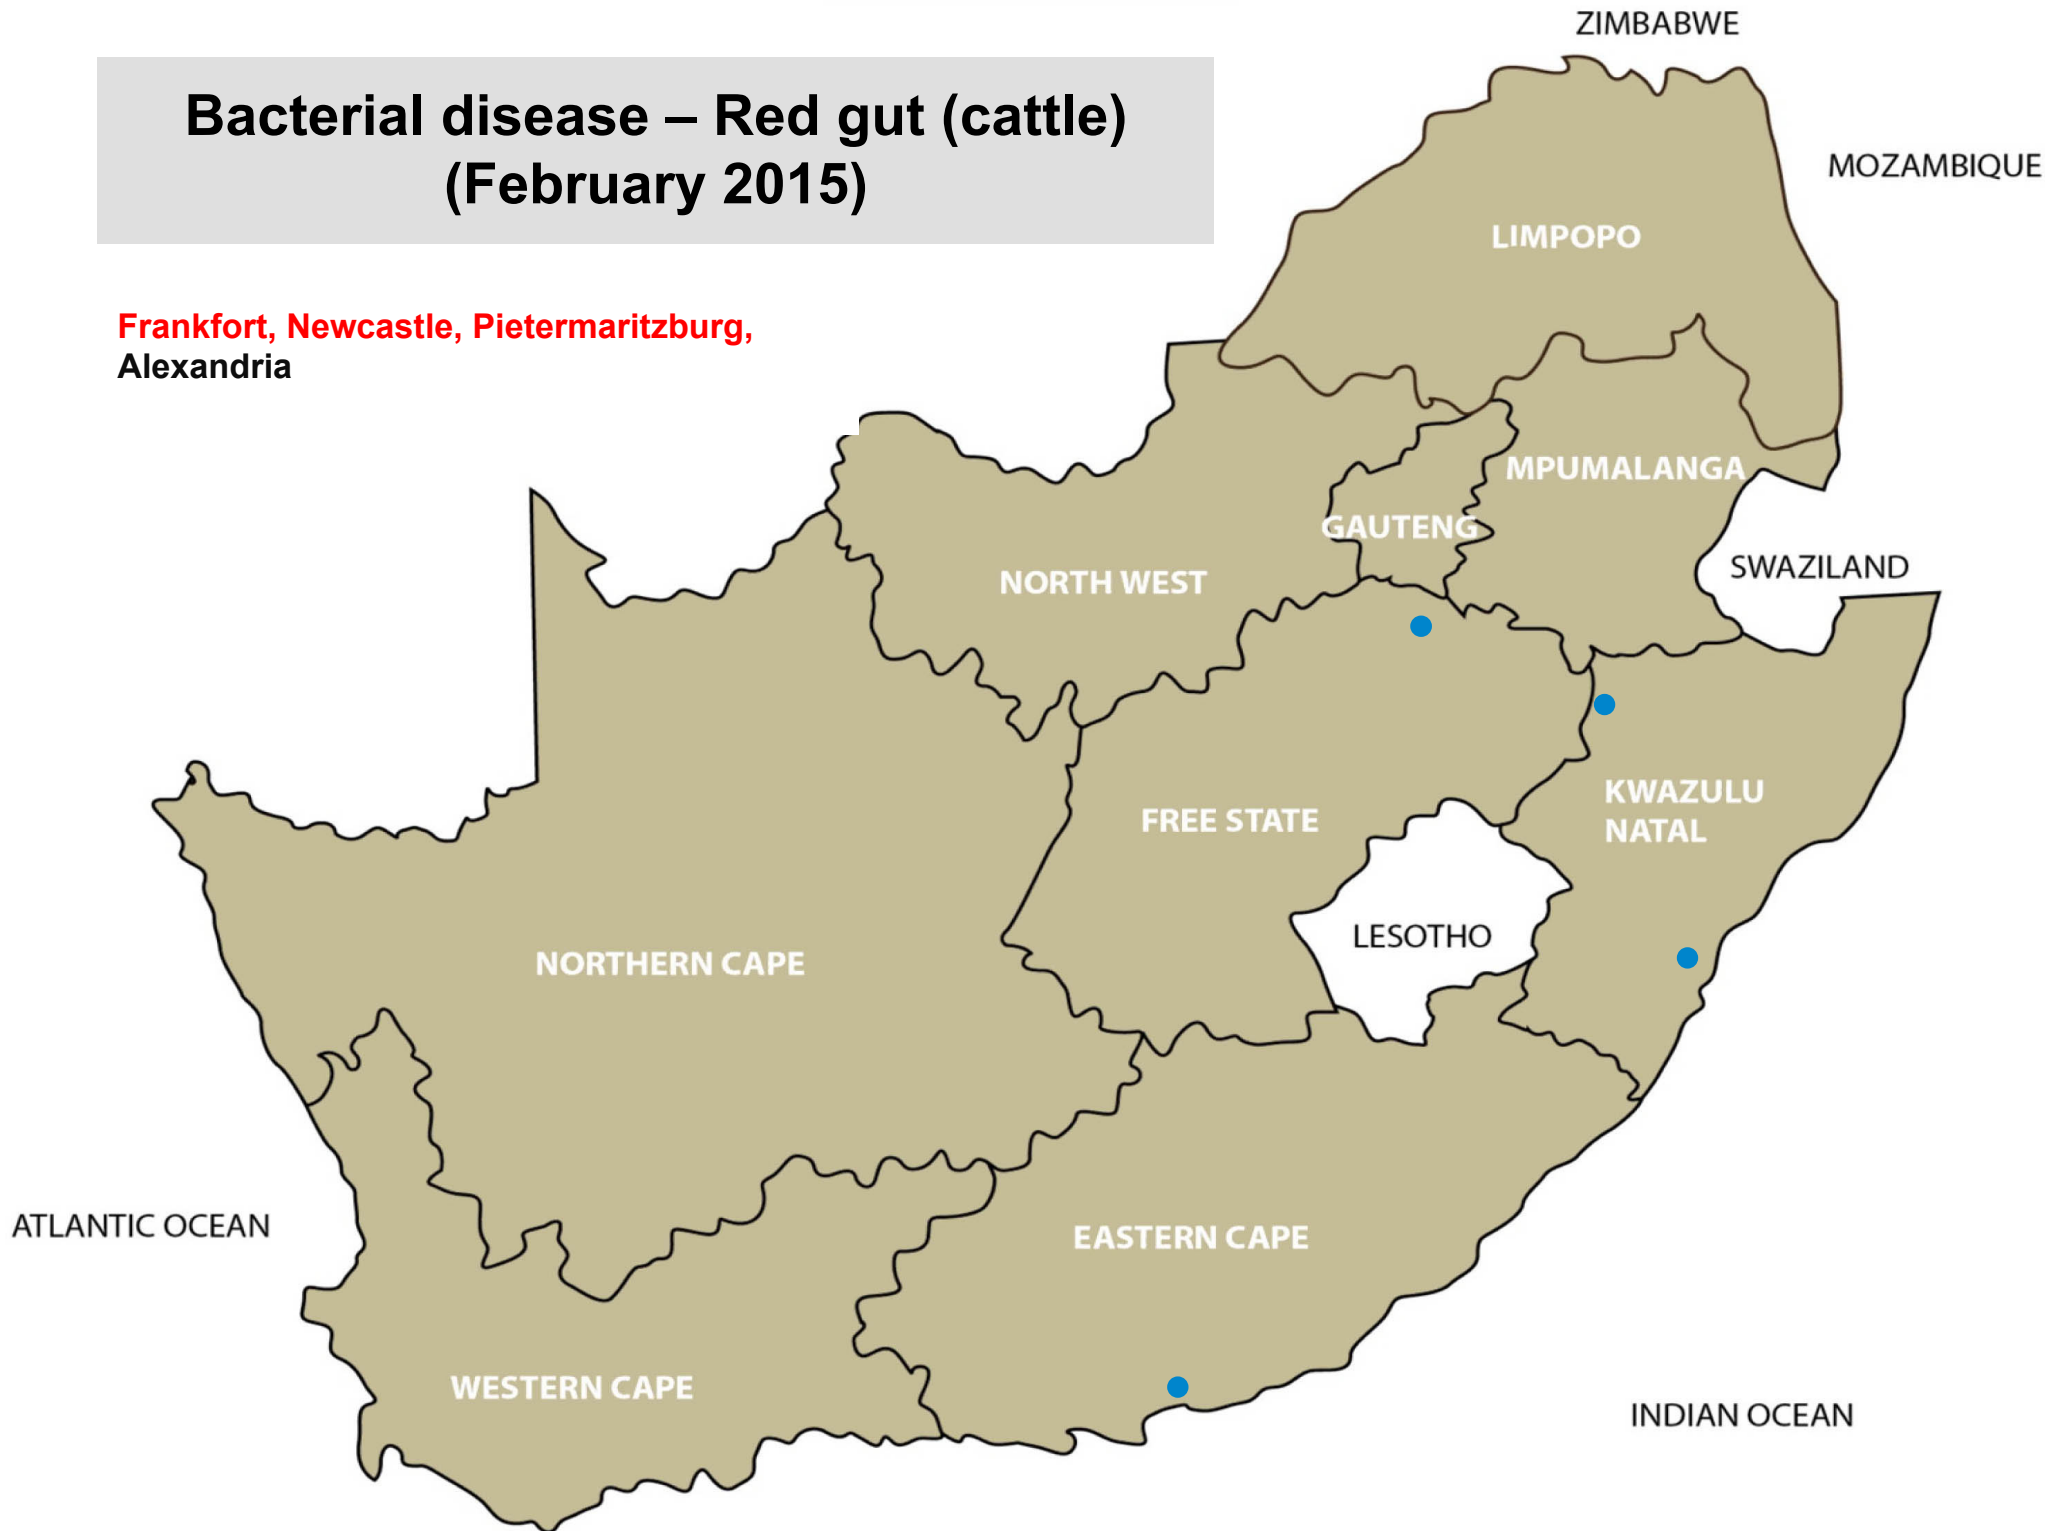 ZIMBABWE
Bacterial disease – Red gut (cattle)
(February 2015)
MOZAMBIQUE
LIMPOPO
Frankfort, Newcastle, Pietermaritzburg,
Alexandria
MPUMALANGA
GAUTENG
SWAZILAND
NORTH WEST
KWAZULU
NATAL
FREE STATE
LESOTHO
NORTHERN CAPE
ATLANTIC OCEAN
EASTERN CAPE
WESTERN CAPE
INDIAN OCEAN